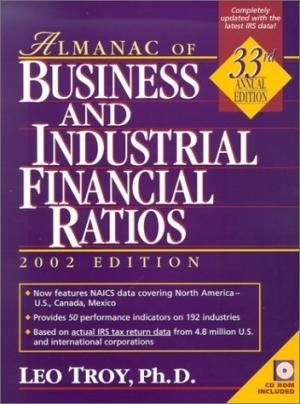 Completely
updated with the
latest IRS data!
ALMANAC OF
BUSINESS
AND
INDUSTRIAL
FINANCIAL
RATIOS
33rd
ANNUAL
EDITION
2002 EDITION
• Now features NAICS data covering North America–
U.S., Canada, Mexico
• Provides 50 performance indicators on 192 industries
• Based on actual IRS tax return data from 4.8 million U.S.
and international corporations
LEO TROY, PH.D.
CD ROM
INCLUDED